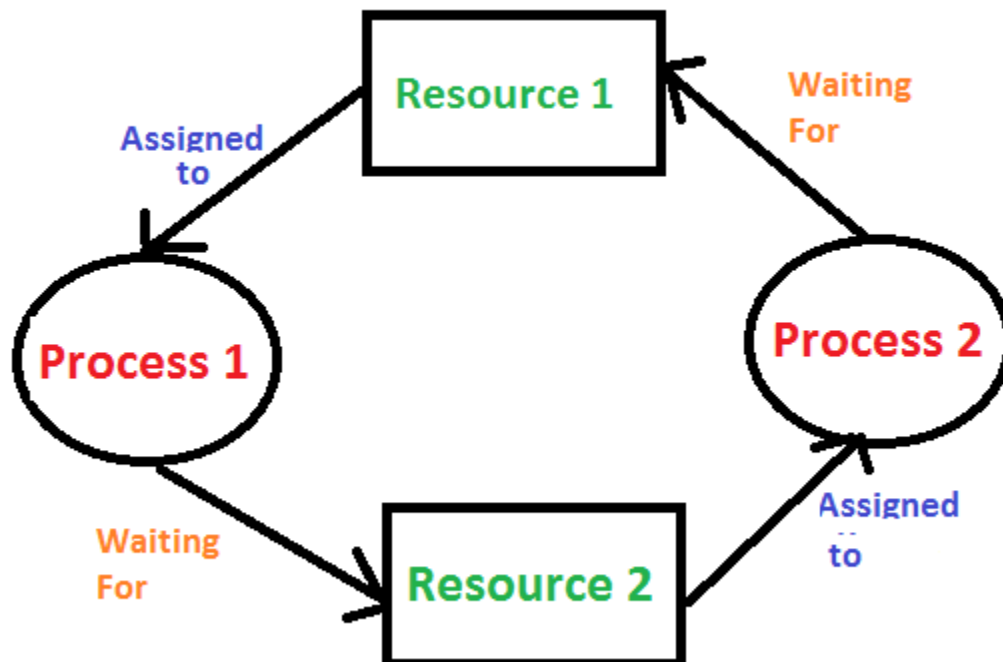 Resource 1
Waiting
For
Assigned
to
Process 1
Process 2
Waiting
For
Resource 2
Assigned
to